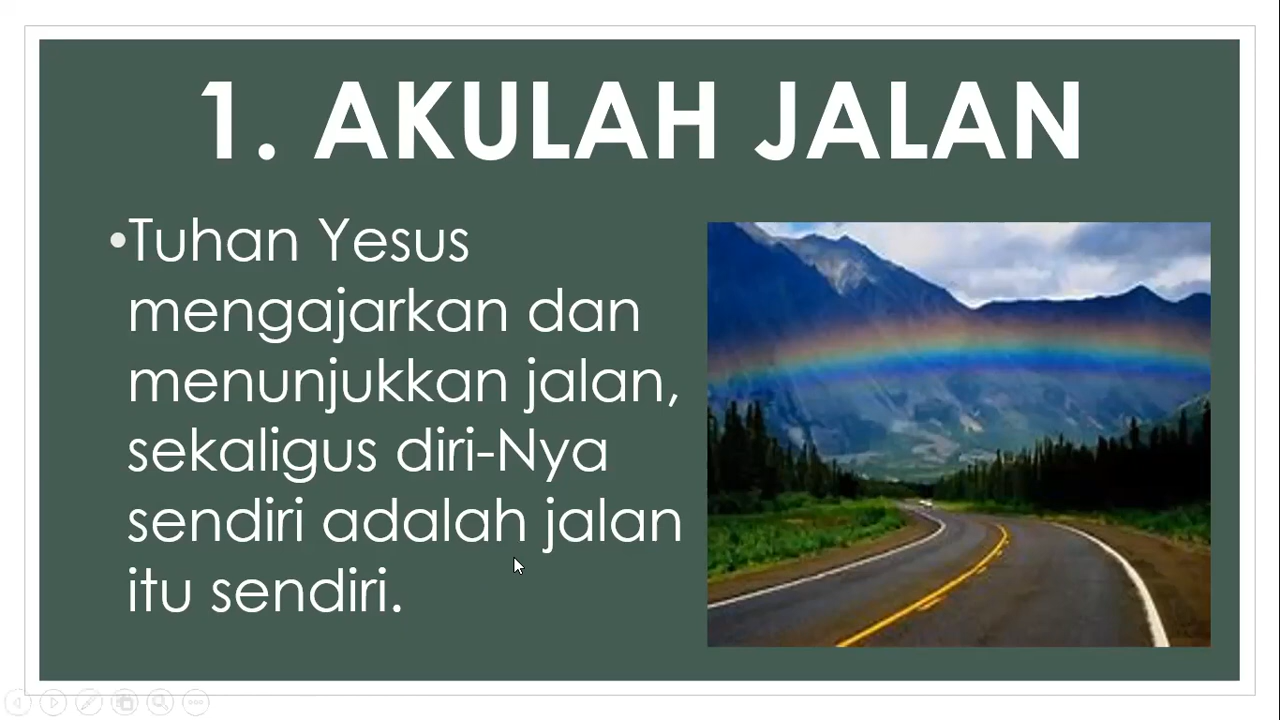 1. AKULAH JALAN
•Tuhan Yesus
mengajarkan dan
menunjukkan jalan,
sekaligus diri-Nya
sendiri adalah jalan
itu sendiri.